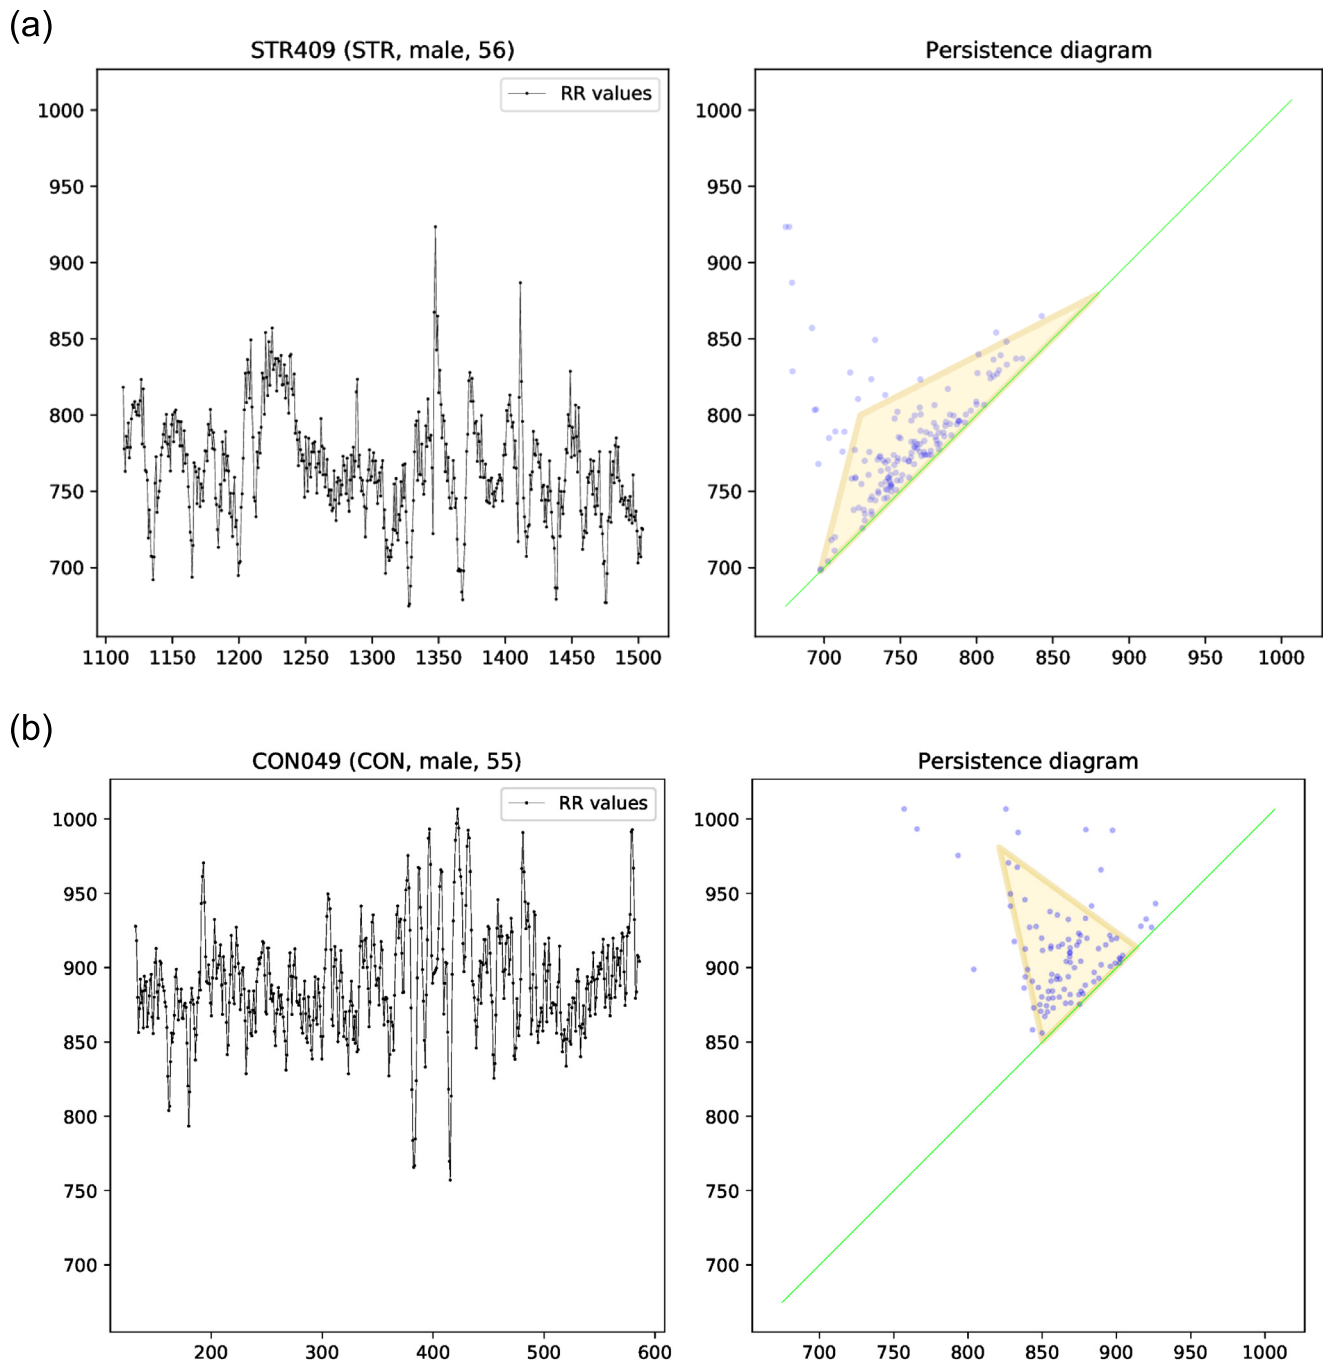 (a)
STR409 (STR, male, 56)
RR values
1000
950
900
850
800
750
700
1100 1150 1200 1250 1300 1350 1400 1450 1500
Persistence diagram
1000
950
900
850
800
750
700
700 750 800 850 900 950 1000
(b)
CON049 (CON, male, 55)
RR values
1000
950
900
850
800
750
700
200 300 400 500 600
Persistence diagram
1000
950
900
850
800
750
700
700 750 800 850 900 950 1000